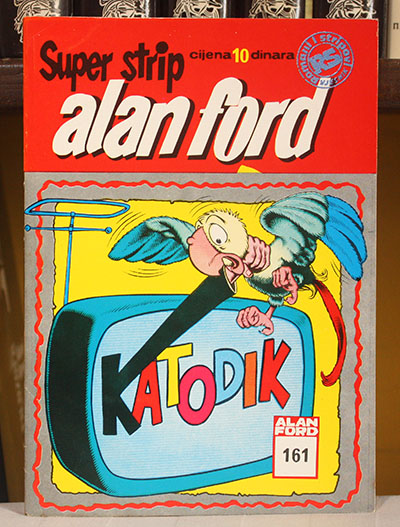 Super strip
cijena 10 dinara
alan ford
KATODIK
ALAN
FORD
161